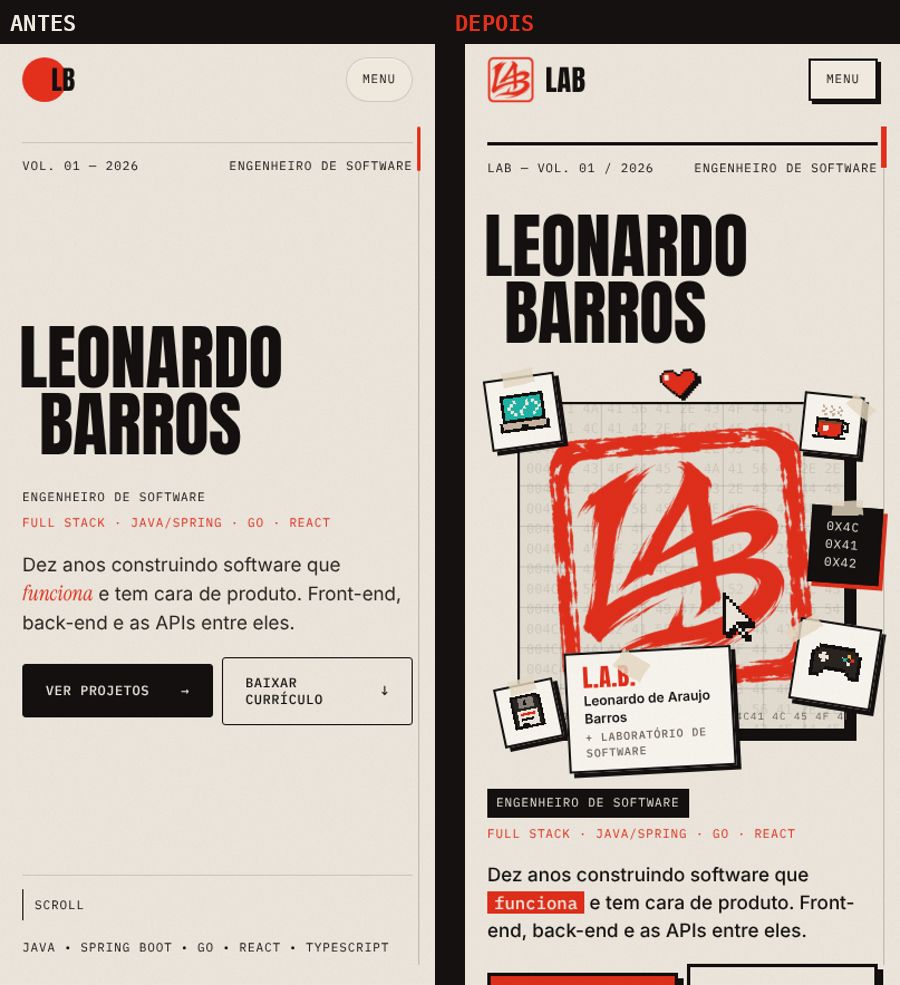 ANTES
LB
MENU
VOL. 01 — 2026
ENGENHEIRO DE SOFTWARE
LEONARDO
BARROS
ENGENHEIRO DE SOFTWARE
FULL STACK · JAVA/SPRING · GO · REACT
Dez anos construindo software que
funciona e tem cara de produto. Front-end,
back-end e as APIs entre eles.
VER PROJETOS →
BAIXAR
CURRÍCULO ↓
SCROLL
JAVA • SPRING BOOT • GO • REACT • TYPESCRIPT
DEPOIS
LAB
LAB
MENU
LAB — VOL. 01 / 2026
ENGENHEIRO DE SOFTWARE
LEONARDO
BARROS
LAB
0X4C
0X41
0X42
L.A.B.
Leonardo de Araujo
Barros
+ LABORATÓRIO DE
SOFTWARE
ENGENHEIRO DE SOFTWARE
FULL STACK · JAVA/SPRING · GO · REACT
Dez anos construindo software que
funciona e tem cara de produto. Front-
end, back-end e as APIs entre eles.